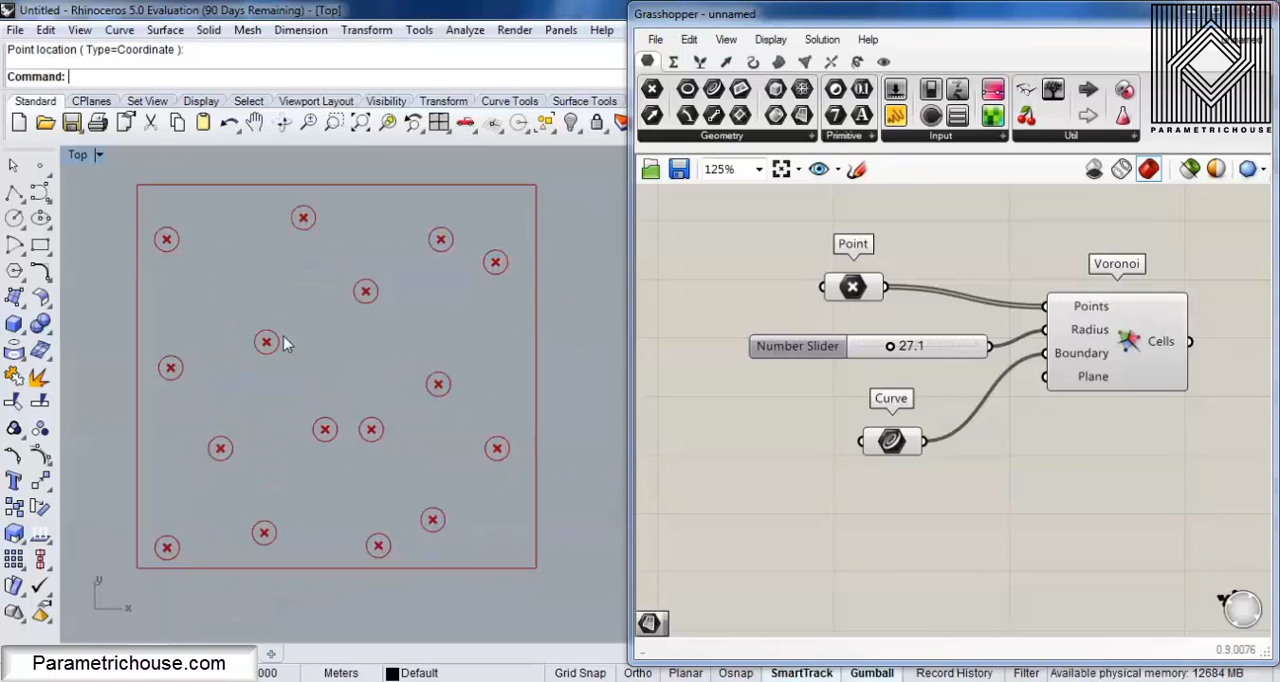 Untitled - Rhinoceros 5.0 Evaluation (90 Days Remaining) - [Top]
File Edit View Curve Surface Solid Mesh Dimension Transform Tools Analyze Render Panels Help
Point location ( Type=Coordinate ):
Command:
Standard CPlanes Set View Display Select Viewport Layout Visibility Transform Curve Tools Surface Tools
Top
y
x
000 Meters Default Grid Snap Ortho Planar Osnap SmartTrack Gumball Record History Filter Available physical memory: 12684 MB
Parametrichouse.com
Grasshopper - unnamed
File Edit View Display Solution Help
Geometry Primitive Input Util
PARAMETRICHOUSE
125%
Point
Voronoi
Points
Radius
Boundary
Plane
Cells
Number Slider 27.1
Curve
0.9.0076